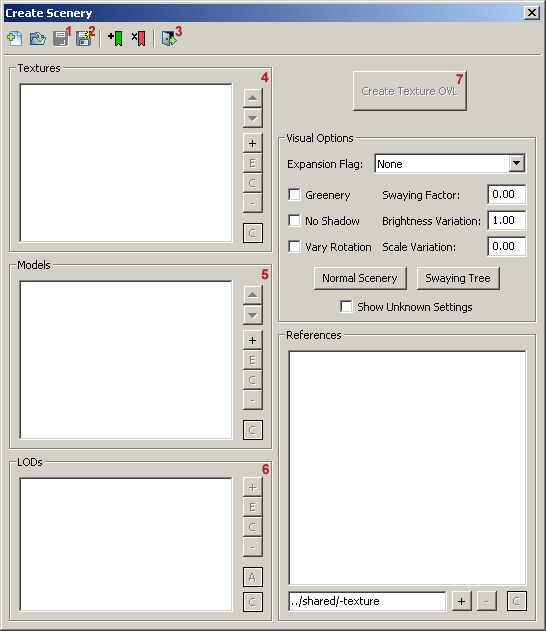 Create Scenery
1 2 3
Textures 4
+
E
C
-
C
Models 5
+
E
C
-
C
LODs 6
+
E
C
-
A
C
7
Create Texture OVL
Visual Options
Expansion Flag: None
Greenery Swaying Factor: 0.00
No Shadow Brightness Variation: 1.00
Vary Rotation Scale Variation: 0.00
Normal Scenery Swaying Tree
Show Unknown Settings
References
../shared/-texture + - C